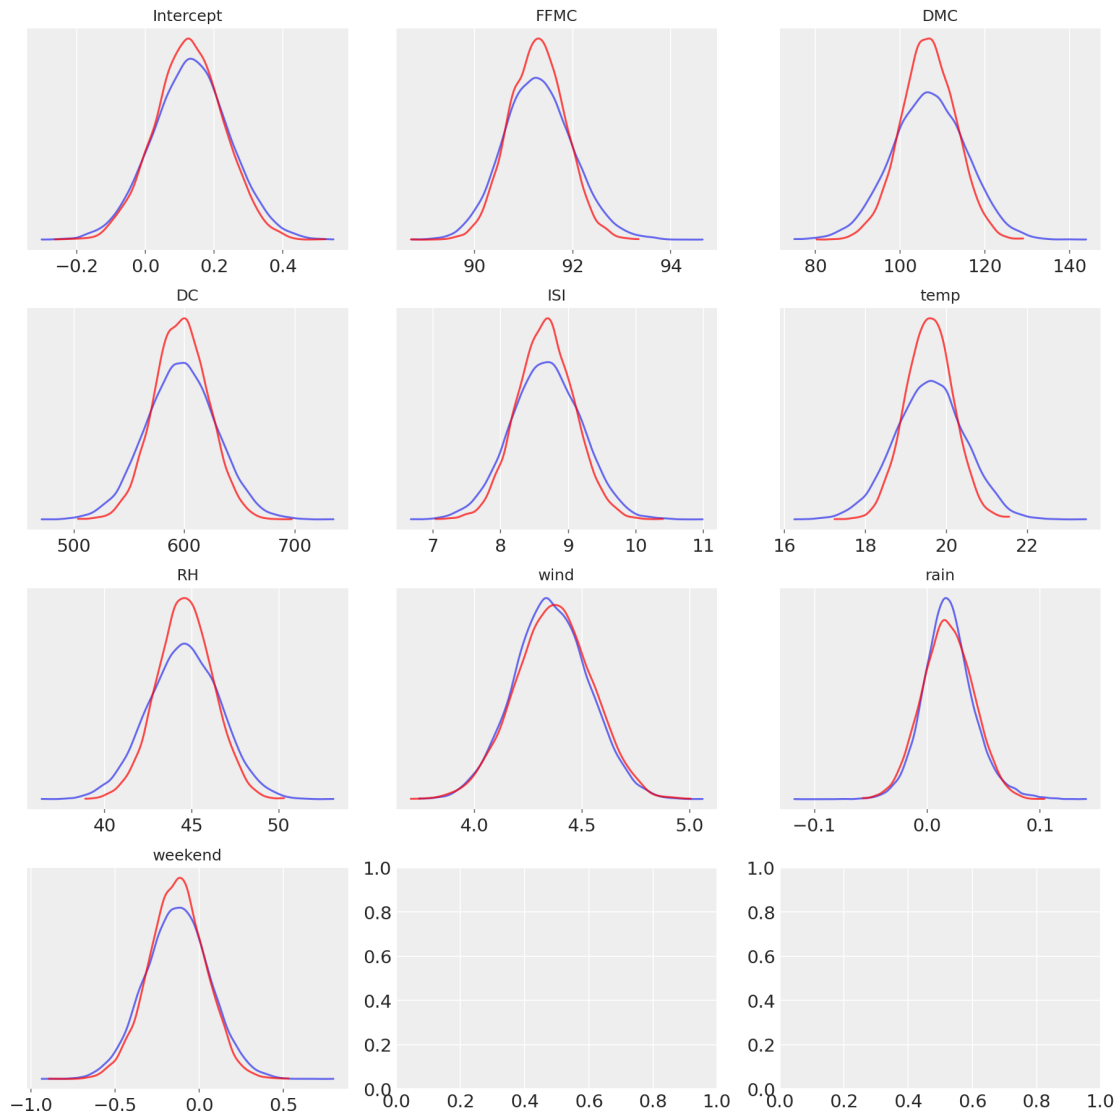 Intercept FFMC DMC
−0.2 0.0 0.2 0.4 90 92 94 80 100 120 140
DC ISI temp
500 600 700 7 8 9 10 11 16 18 20 22
RH wind rain
40 45 50 4.0 4.5 5.0 −0.1 0.0 0.1
weekend
1.0 1.0
0.8 0.8
0.6 0.6
0.4 0.4
0.2 0.2
0.0 0.0
−1.0 −0.5 0.0 0.5 0.0 0.2 0.4 0.6 0.8 1.0 0.0 0.2 0.4 0.6 0.8 1.0